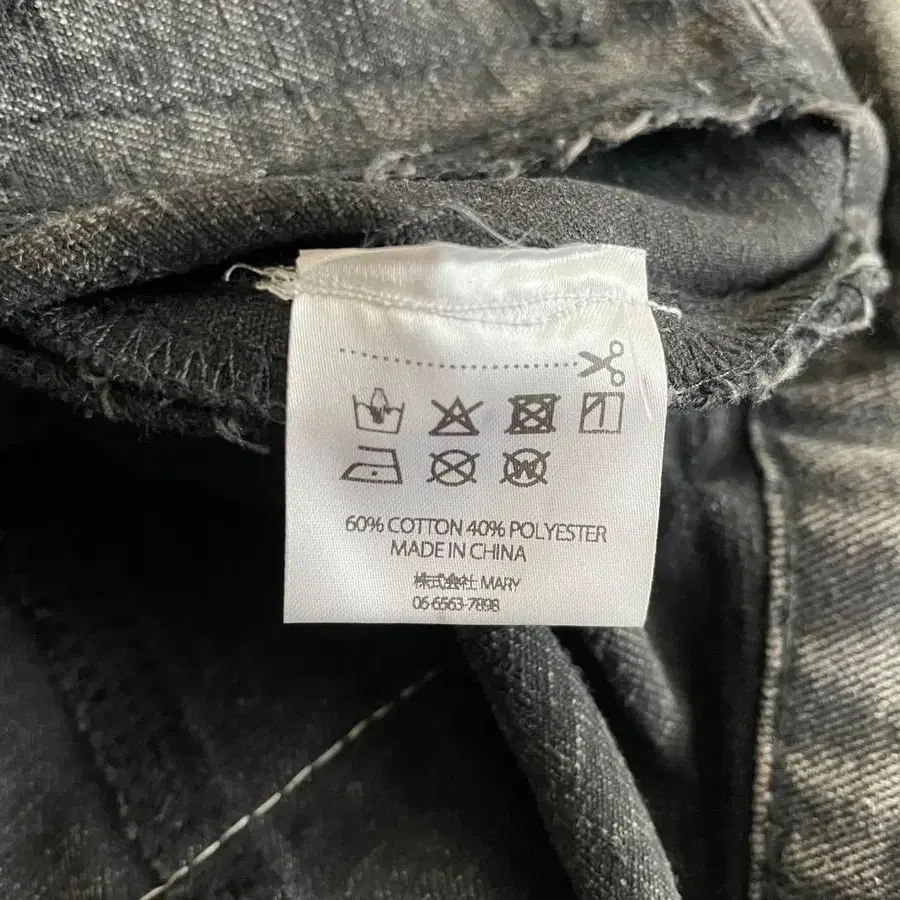 60% COTTON 40% POLYESTER
MADE IN CHINA
株式会社 MARY
06-6563-7898